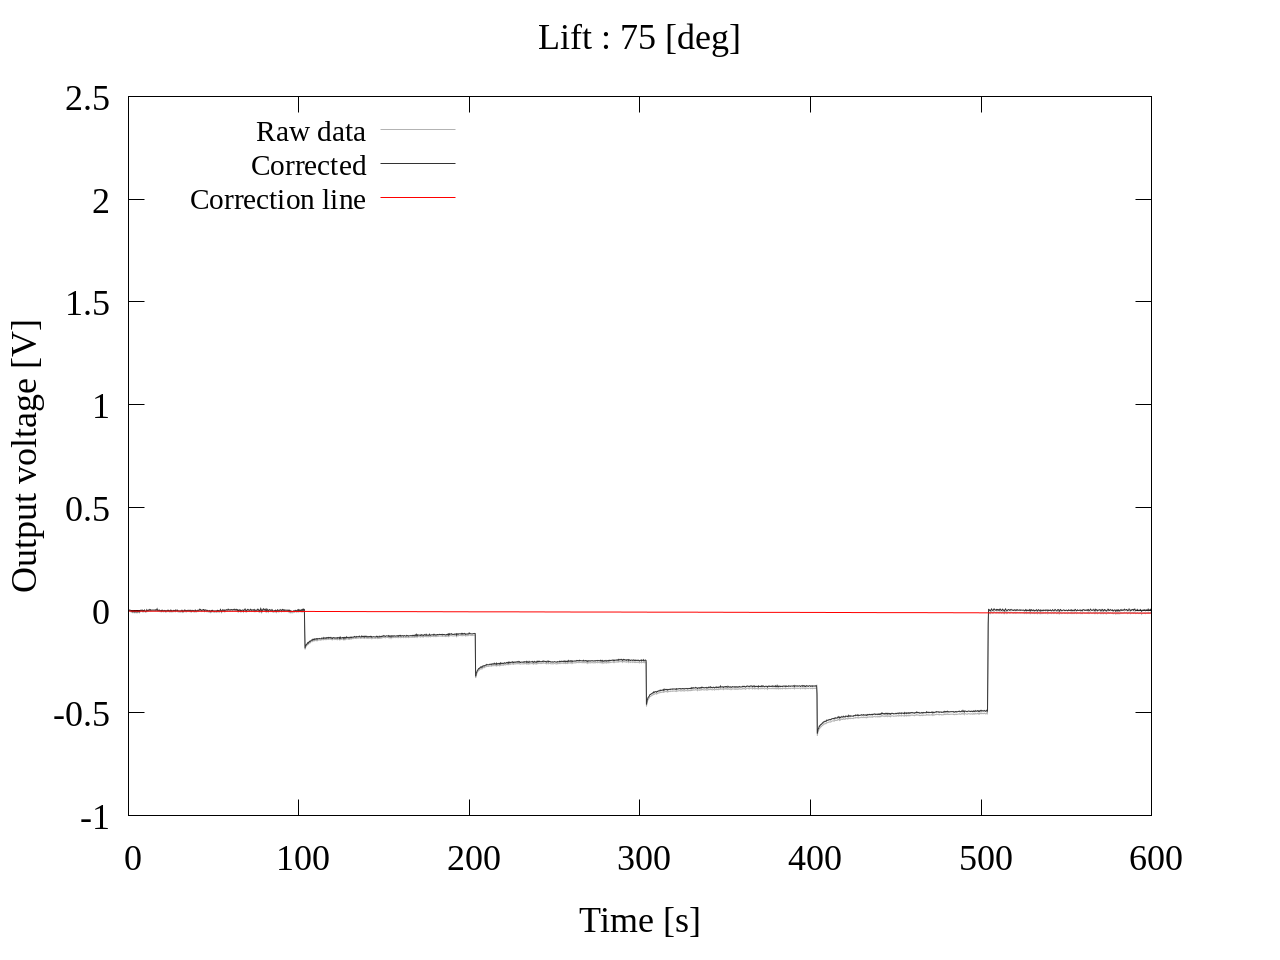 Lift : 75 [deg]
2.5
2
1.5
1
0.5
0
-0.5
-1
Raw data
Corrected
Correction line
Output voltage [V]
0 100 200 300 400 500 600
Time [s]